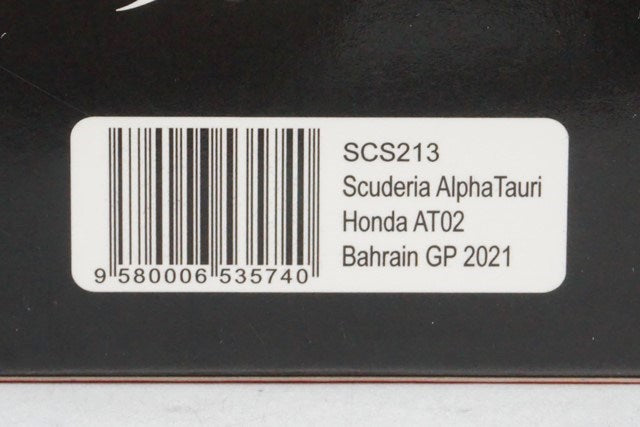 SCS213
Scuderia AlphaTauri
Honda AT02
Bahrain GP 2021
9 580006 535740